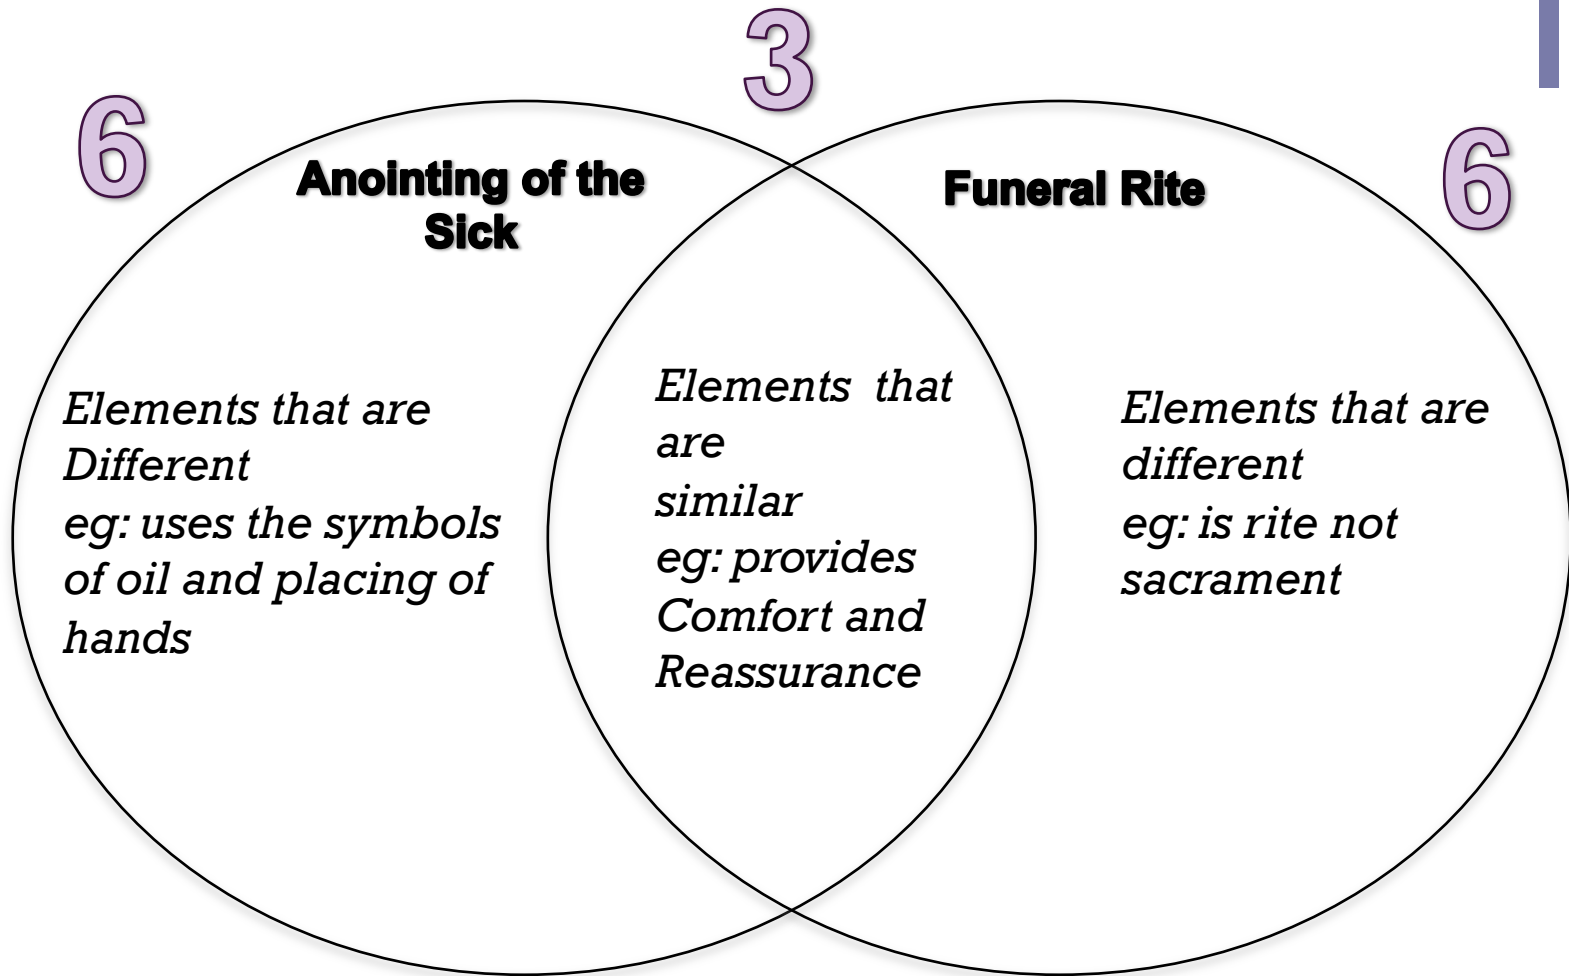 3
6
6
Anointing of the
Sick
Funeral Rite
Elements that are
Different
eg: uses the symbols
of oil and placing of
hands
Elements that
are
similar
eg: provides
Comfort and
Reassurance
Elements that are
different
eg: is rite not
sacrament